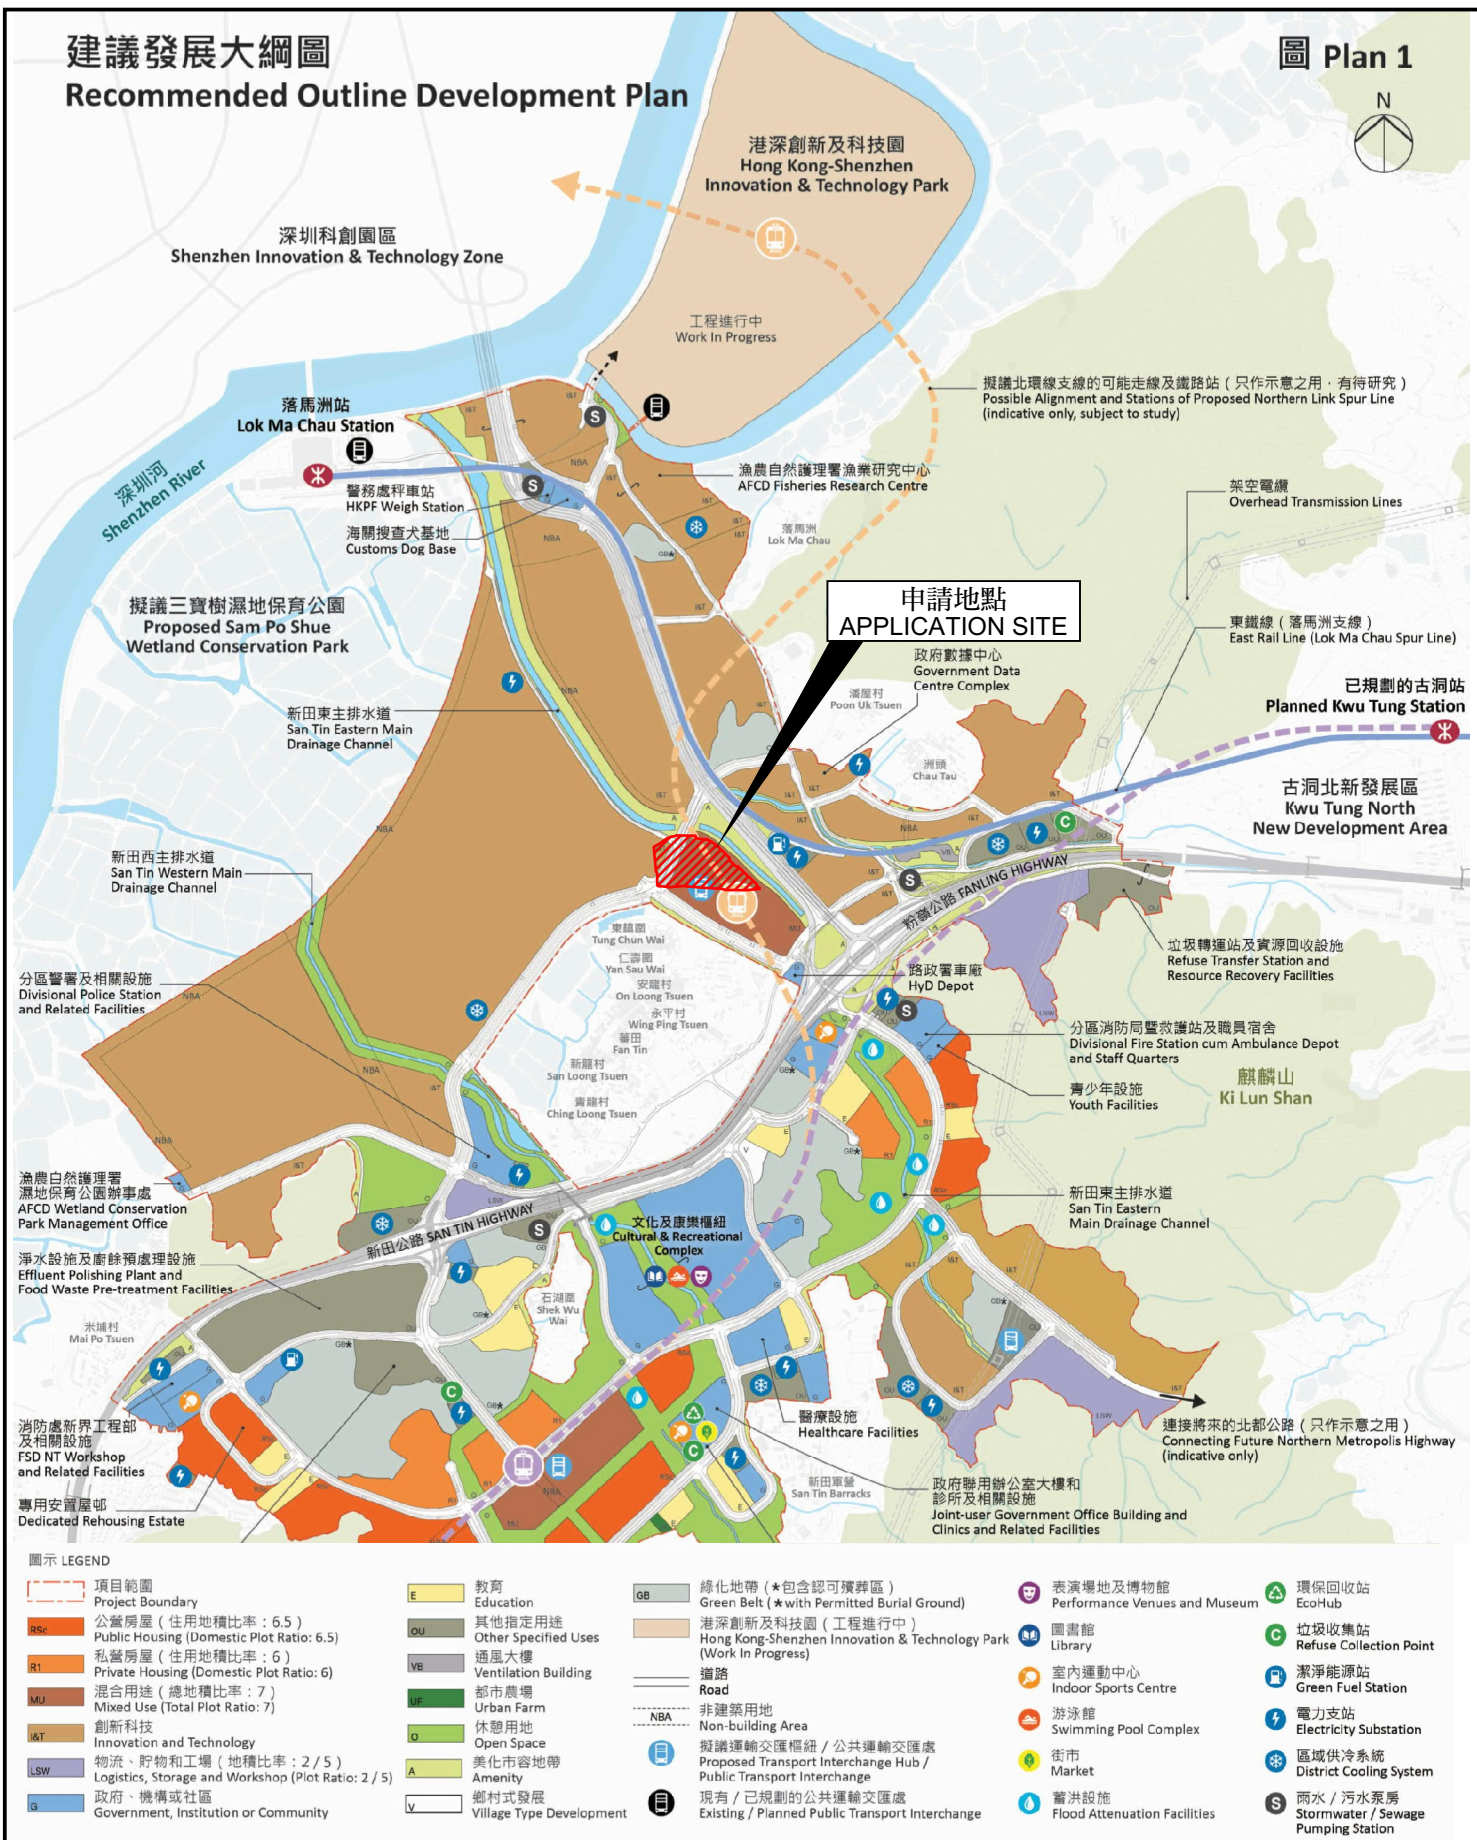 建議發展大綱圖
Recommended Outline Development Plan
圖 Plan 1
N
港深創新及科技園
Hong Kong-Shenzhen
Innovation & Technology Park
深圳科創園區
Shenzhen Innovation & Technology Zone
工程進行中
Work In Progress
擬議北環線支線的可能走線及鐵路站（只作示意之用，有待研究）
Possible Alignment and Stations of Proposed Northern Link Spur Line
(indicative only, subject to study)
落馬洲站
Lok Ma Chau Station
深圳河
Shenzhen River
警務處秤車站
HKPF Weigh Station
海關搜查犬基地
Customs Dog Base
漁農自然護理署漁業研究中心
AFCD Fisheries Research Centre
落馬洲
Lok Ma Chau
架空電纜
Overhead Transmission Lines
擬議三寶樹濕地保育公園
Proposed Sam Po Shue
Wetland Conservation Park
申請地點
APPLICATION SITE
東鐵線（落馬洲支線）
East Rail Line (Lok Ma Chau Spur Line)
政府數據中心
Government Data
Centre Complex
潘屋村
Poon Uk Tsuen
已規劃的古洞站
Planned Kwu Tung Station
新田東主排水道
San Tin Eastern Main
Drainage Channel
洲頭
Chau Tau
古洞北新發展區
Kwu Tung North
New Development Area
新田西主排水道
San Tin Western Main
Drainage Channel
粉嶺公路 FANLING HIGHWAY
東鎮圍
Tung Chun Wai
仁壽圍
Yan Sau Wai
安龍村
On Loong Tsuen
永平村
Wing Ping Tsuen
蕃田
Fan Tin
新龍村
San Loong Tsuen
青龍村
Ching Loong Tsuen
垃圾轉運站及資源回收設施
Refuse Transfer Station and
Resource Recovery Facilities
路政署車廠
HyD Depot
分區警署及相關設施
Divisional Police Station
and Related Facilities
分區消防局暨救護站及職員宿舍
Divisional Fire Station cum Ambulance Depot
and Staff Quarters
麒麟山
Ki Lun Shan
青少年設施
Youth Facilities
漁農自然護理署
濕地保育公園辦事處
AFCD Wetland Conservation
Park Management Office
新田公路 SAN TIN HIGHWAY
新田東主排水道
San Tin Eastern
Main Drainage Channel
文化及康樂樞紐
Cultural & Recreational
Complex
淨水設施及廚餘預處理設施
Effluent Polishing Plant and
Food Waste Pre-treatment Facilities
石湖圍
Shek Wu
Wai
米埔村
Mai Po Tsuen
消防處新界工程部
及相關設施
FSD NT Workshop
and Related Facilities
專用安置屋邨
Dedicated Rehousing Estate
醫療設施
Healthcare Facilities
連接將來的北都公路（只作示意之用）
Connecting Future Northern Metropolis Highway
(indicative only)
新田軍營
San Tin Barracks
政府聯用辦公室大樓和
診所及相關設施
Joint-user Government Office Building and
Clinics and Related Facilities
圖示 LEGEND
項目範圍
Project Boundary
RSc 公營房屋（住用地積比率：6.5）
Public Housing (Domestic Plot Ratio: 6.5)
R1 私營房屋（住用地積比率：6）
Private Housing (Domestic Plot Ratio: 6)
MU 混合用途（總地積比率：7）
Mixed Use (Total Plot Ratio: 7)
I&T 創新科技
Innovation and Technology
LSW 物流、貯物和工場（地積比率：2 / 5）
Logistics, Storage and Workshop (Plot Ratio: 2 / 5)
G 政府、機構或社區
Government, Institution or Community
E 教育
Education
OU 其他指定用途
Other Specified Uses
VB 通風大樓
Ventilation Building
UF 都市農場
Urban Farm
O 休憩用地
Open Space
A 美化市容地帶
Amenity
V 鄉村式發展
Village Type Development
GB 綠化地帶（★包含認可殯葬區）
Green Belt (★with Permitted Burial Ground)
港深創新及科技園（工程進行中）
Hong Kong-Shenzhen Innovation & Technology Park
(Work In Progress)
道路
Road
NBA 非建築用地
Non-building Area
擬議運輸交匯樞紐 / 公共運輸交匯處
Proposed Transport Interchange Hub /
Public Transport Interchange
現有 / 已規劃的公共運輸交匯處
Existing / Planned Public Transport Interchange
表演場地及博物館
Performance Venues and Museum
圖書館
Library
室內運動中心
Indoor Sports Centre
游泳館
Swimming Pool Complex
街市
Market
蓄洪設施
Flood Attenuation Facilities
環保回收站
EcoHub
C 垃圾收集站
Refuse Collection Point
潔淨能源站
Green Fuel Station
電力支站
Electricity Substation
區域供冷系統
District Cooling System
S 雨水 / 污水泵房
Stormwater / Sewage
Pumping Station